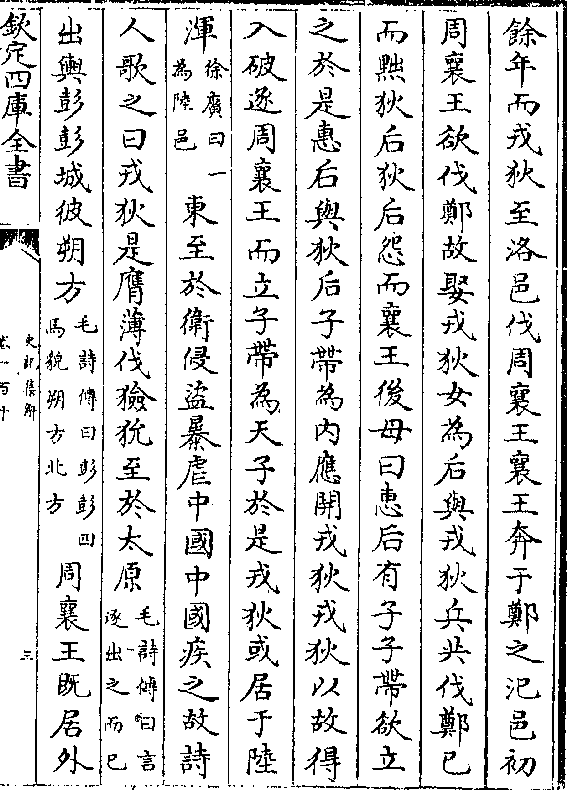 餘年而戎狄至洛邑伐周襄王襄王奔于鄭之氾邑初
周襄王欲伐鄭故娶戎狄女為后與戎狄兵共伐鄭已
而黜狄后狄后怨而襄王後母曰惠后有子子帶欲立
之於是惠后與狄后子帶為内應開戎狄戎狄以故得
入破逐周襄王而立子帶為天子於是戎狄或居于陸
渾徐廣曰一為陸邑東至於衛侵盗暴虐中國中國疾之故詩
人歌之曰戎狄是膺薄伐獫狁至於太原毛詩傳曰言逐出之而已
出輿彭彭城彼朔方毛詩傳曰彭彭四馬貌朔方北方周襄王既居外
欽定四庫全書
史記集解
卷一百十
三